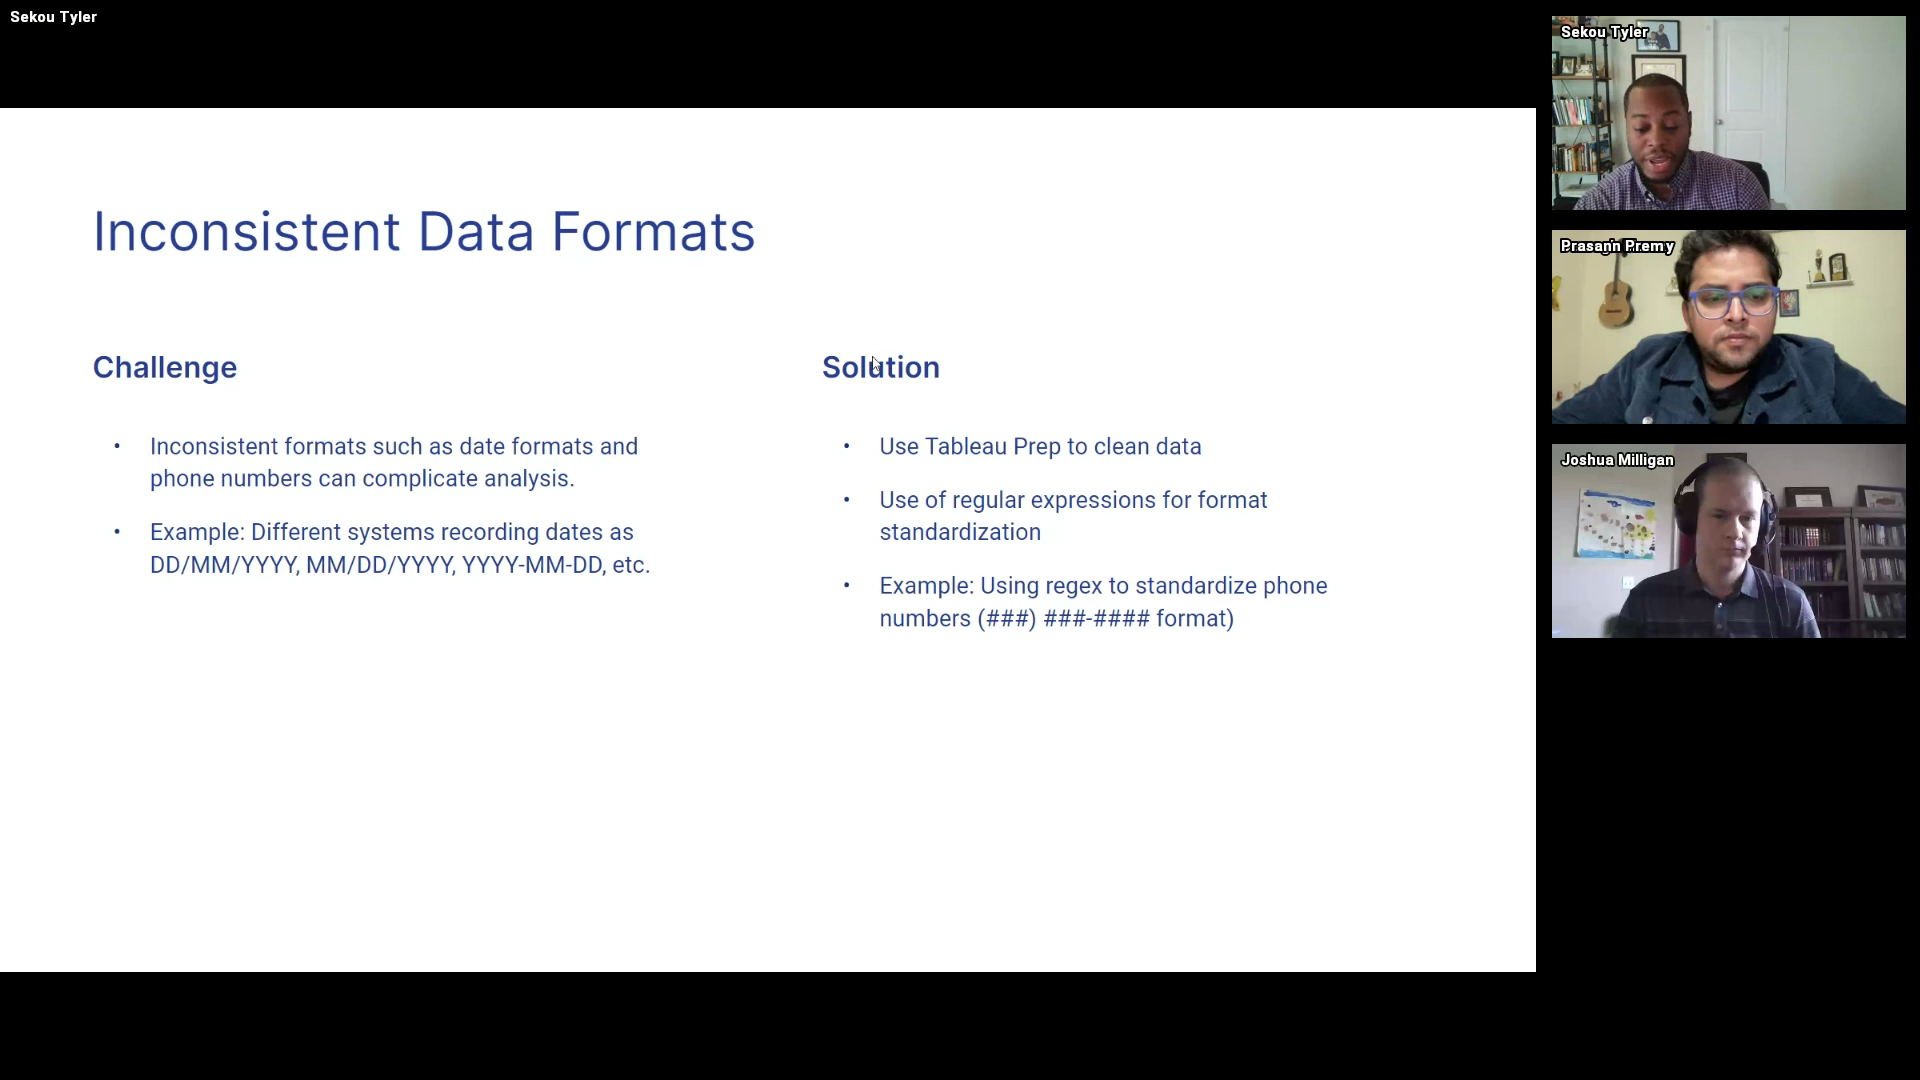 Sekou Tyler
Inconsistent Data Formats
Challenge
• Inconsistent formats such as date formats and
phone numbers can complicate analysis.
• Example: Different systems recording dates as
DD/MM/YYYY, MM/DD/YYYY, YYYY-MM-DD, etc.
Solution
• Use Tableau Prep to clean data
• Use of regular expressions for format
standardization
• Example: Using regex to standardize phone
numbers (###) ###-#### format)
Sekou Tyler
Prasann Premy
Joshua Milligan